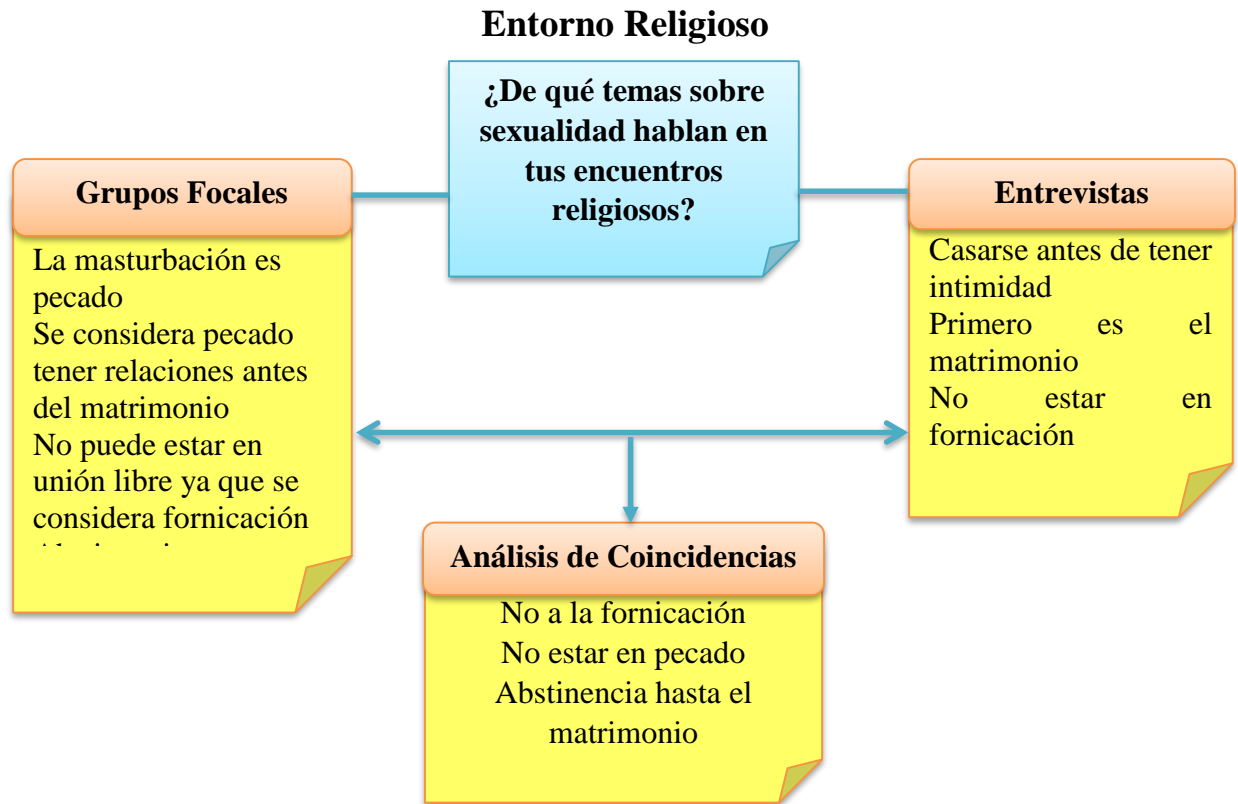 Entorno Religioso
¿De qué temas sobre
sexualidad hablan en
tus encuentros
religiosos?
Grupos Focales
La masturbación es
pecado
Se considera pecado
tener relaciones antes
del matrimonio
No puede estar en
unión libre ya que se
considera fornicación
Entrevistas
Casarse antes de tener
intimidad
Primero es el
matrimonio
No estar en
fornicación
Análisis de Coincidencias
No a la fornicación
No estar en pecado
Abstinencia hasta el
matrimonio